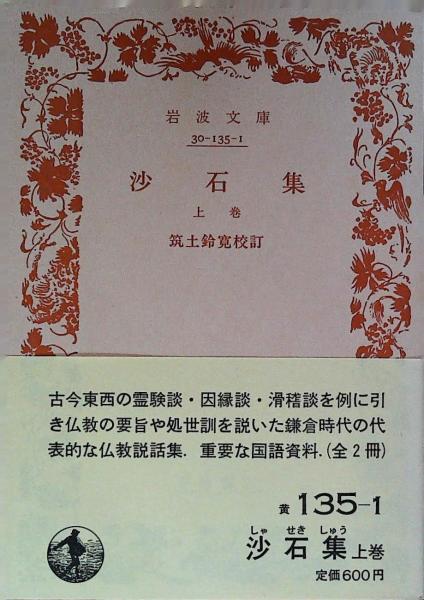 岩波文庫
30-135-1
沙石集
上巻
筑土鈴寛校訂
古今東西の霊験談・因縁談・滑稽談を例に引
き仏教の要旨や処世訓を説いた鎌倉時代の代
表的な仏教説話集．重要な国語資料．(全2冊)
黄 135-1
しゃ せき しゅう
沙石集 上巻
定価600円